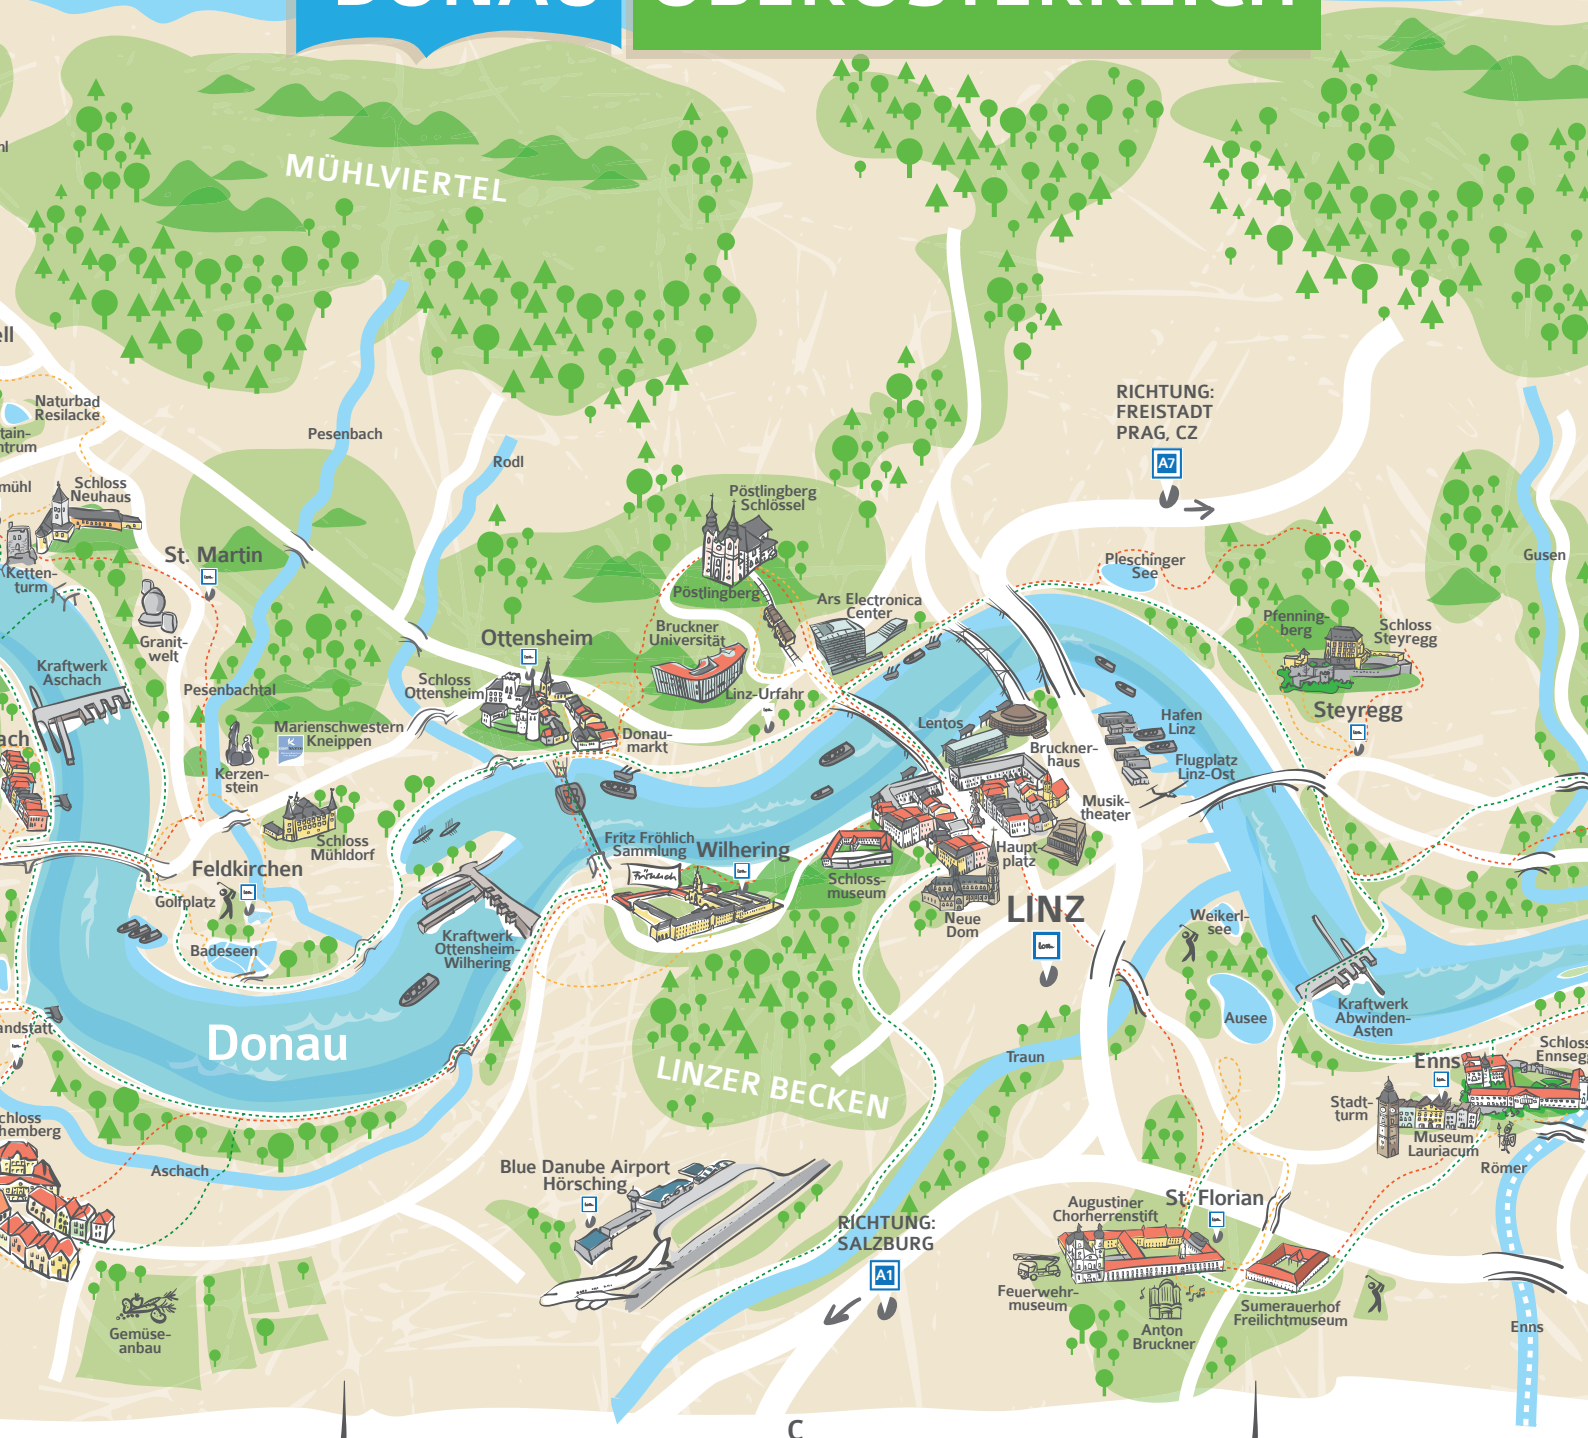 DONAU OBERÖSTERREICH
MÜHLVIERTEL
Naturbad
Resilacke
Pesenbach
Rodl
RICHTUNG:
FREISTADT
PRAG, CZ
A7
Schloss
Neuhaus
Pöstlingberg
Schlössel
St. Martin
Ketten-
turm
Pleschinger
See
Gusen
Pöstlingberg
Ars Electronica
Center
Granit-
welt
Bruckner
Universität
Ottensheim
Pfenning-
berg
Schloss
Steyregg
Kraftwerk
Aschach
Pesenbachtal
Schloss
Ottensheim
Linz-Urfahr
Steyregg
Marienschwestern
Kneippen
Donau-
markt
Lentos
Hafen
Linz
Bruckner-
haus
Flugplatz
Linz-Ost
Kerzen-
stein
Musik-
theater
Schloss
Mühldorf
Fritz Fröhlich
Sammlung
Wilhering
Fröhlich
Haupt-
platz
Feldkirchen
Golfplatz
Schloss-
museum
Neue
Dom
LINZ
Weikerl-
see
Badeseen
Kraftwerk
Ottensheim-
Wilhering
Donau
Ausee
Kraftwerk
Abwinden-
Asten
LINZER BECKEN
Traun
Enns
Schloss
Ennsegg
Stadt-
turm
Museum
Lauriacum
Römer
Aschach
Blue Danube Airport
Hörsching
RICHTUNG:
SALZBURG
A1
Augustiner
Chorherrenstift
St. Florian
Feuerwehr-
museum
Anton
Bruckner
Sumerauerhof
Freilichtmuseum
Enns
Gemüse-
anbau
C